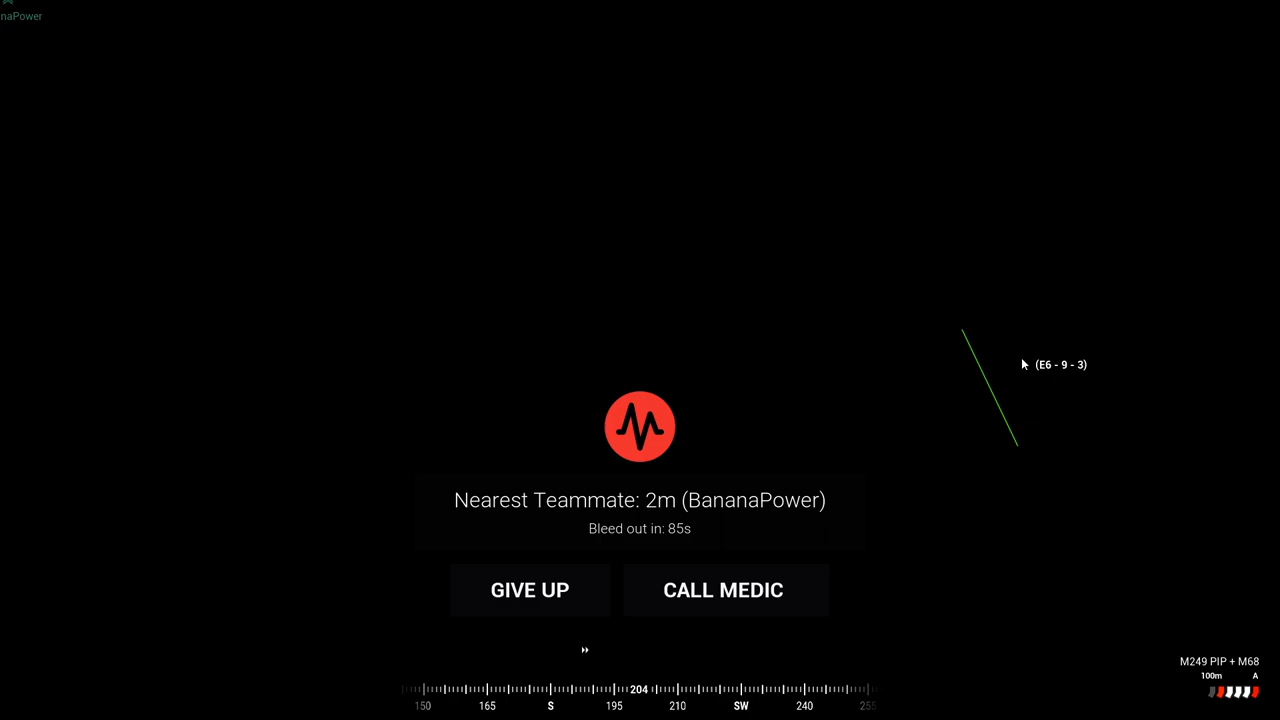 naPower
(E6 - 9 - 3)
Nearest Teammate: 2m (BananaPower)
Bleed out in: 85s
GIVE UP
CALL MEDIC
M249 PIP + M68
100m A
204
150 165 S 195 210 SW 240 255